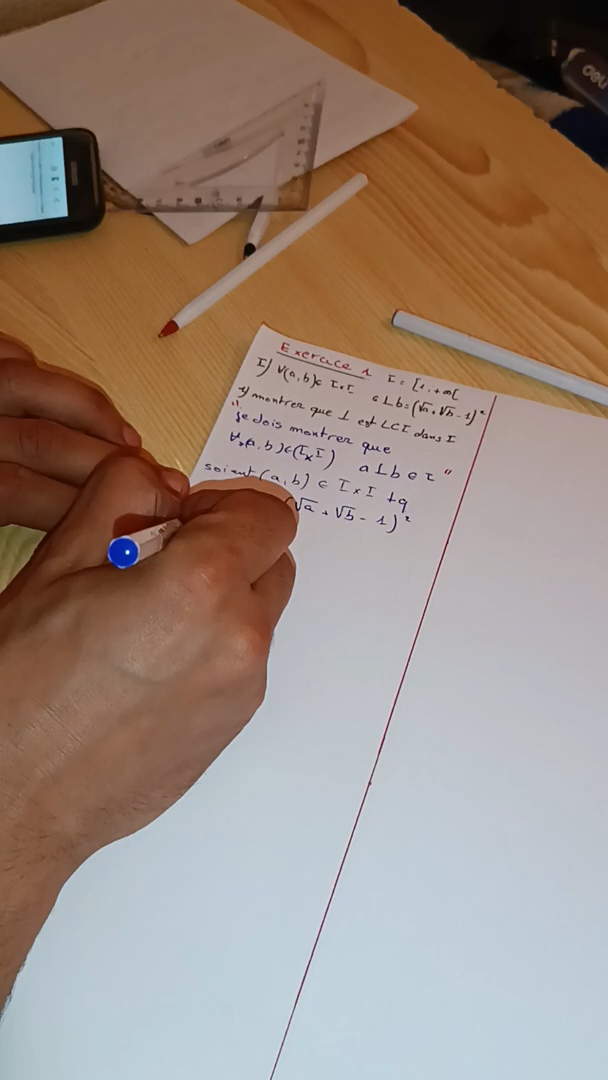 Exercice 1 I = [1, +∞[
I) ∀(a,b)∈ I×I a⊥b=(√a+√b-1)²
1) montrer que ⊥ est LCI dans I
"je dois montrer que
∀(a,b)∈(I×I) a⊥b ∈ I "
soient (a,b) ∈ I×I tq
(√a + √b - 1)²